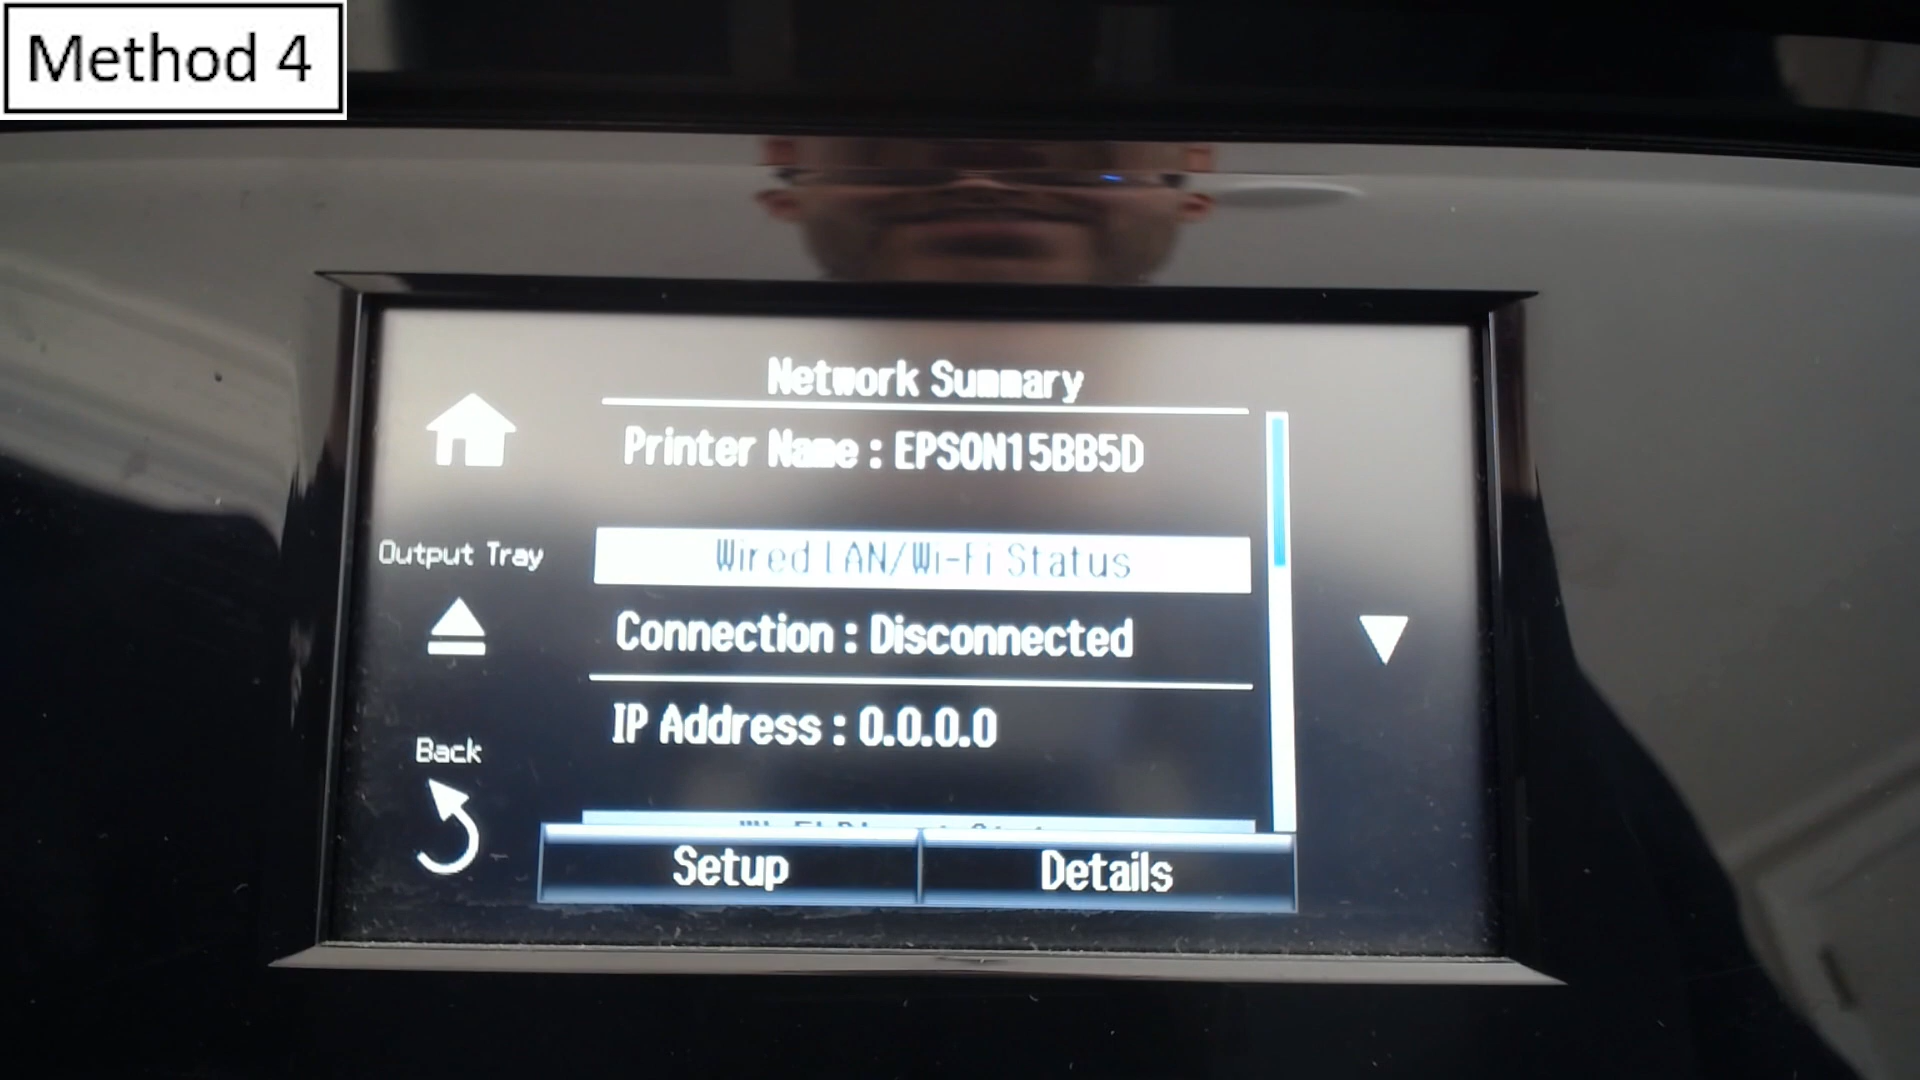 Method 4
Network Summary
Printer Name : EPSON15BB5D
Output Tray
Wired LAN/Wi-Fi Status
Connection : Disconnected
IP Address : 0.0.0.0
Back
Setup
Details